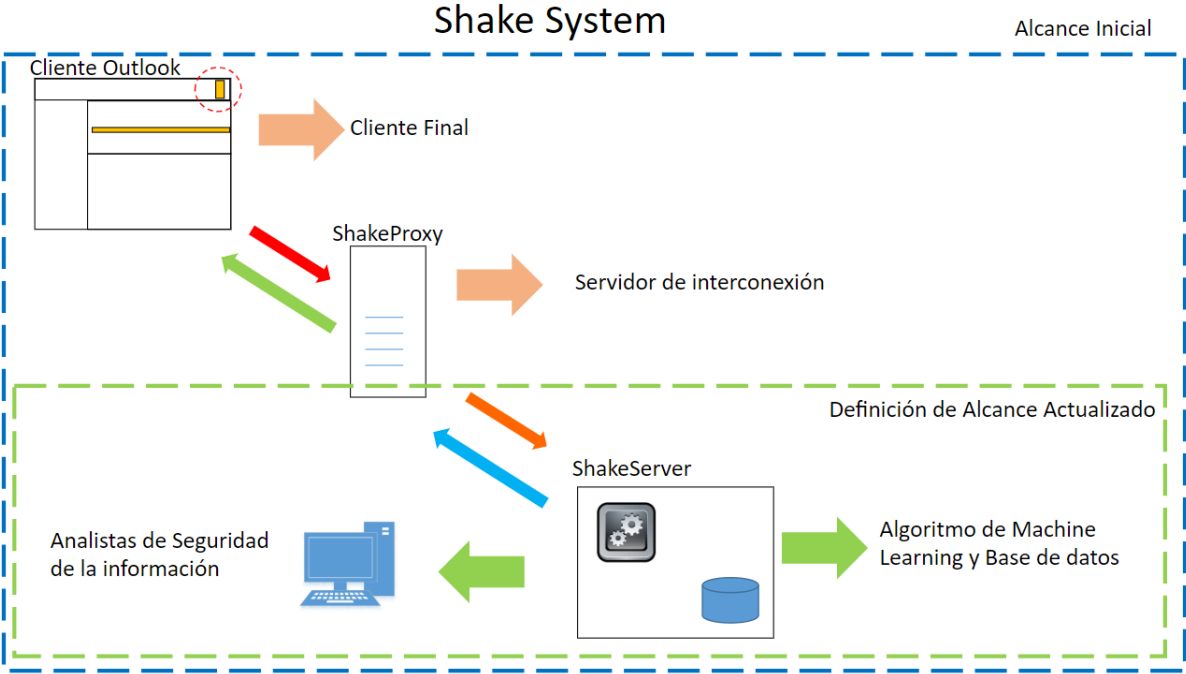 Shake System
Alcance Inicial
Cliente Outlook
Cliente Final
ShakeProxy
Servidor de interconexión
Definición de Alcance Actualizado
ShakeServer
Analistas de Seguridad
de la información
Algoritmo de Machine
Learning y Base de datos